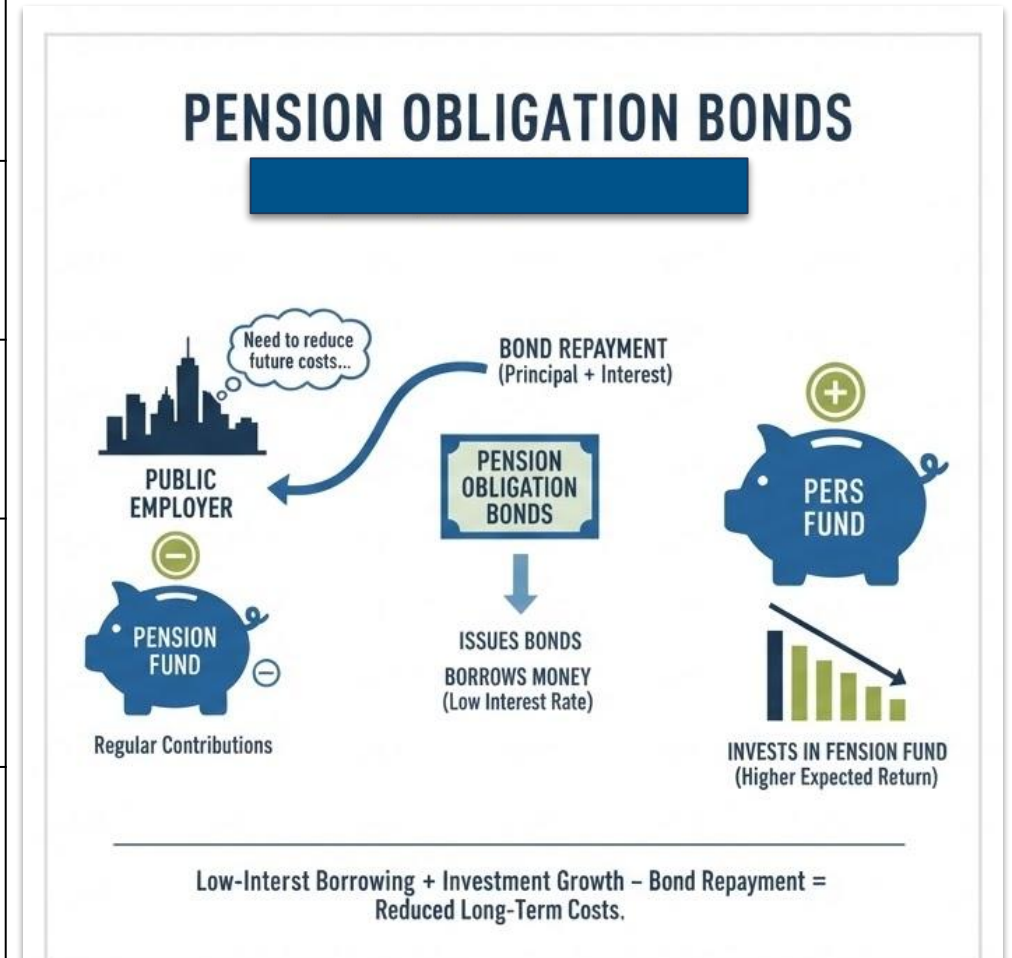 PENSION OBLIGATION BONDS
Need to reduce
future costs...
PUBLIC
EMPLOYER
PENSION
FUND
Regular Contributions
BOND REPAYMENT
(Principal + Interest)
PENSION
OBLIGATION
BONDS
ISSUES BONDS
BORROWS MONEY
(Low Interest Rate)
PERS
FUND
INVESTS IN FENSION FUND
(Higher Expected Return)
Low-Interst Borrowing + Investment Growth – Bond Repayment =
Reduced Long-Term Costs.